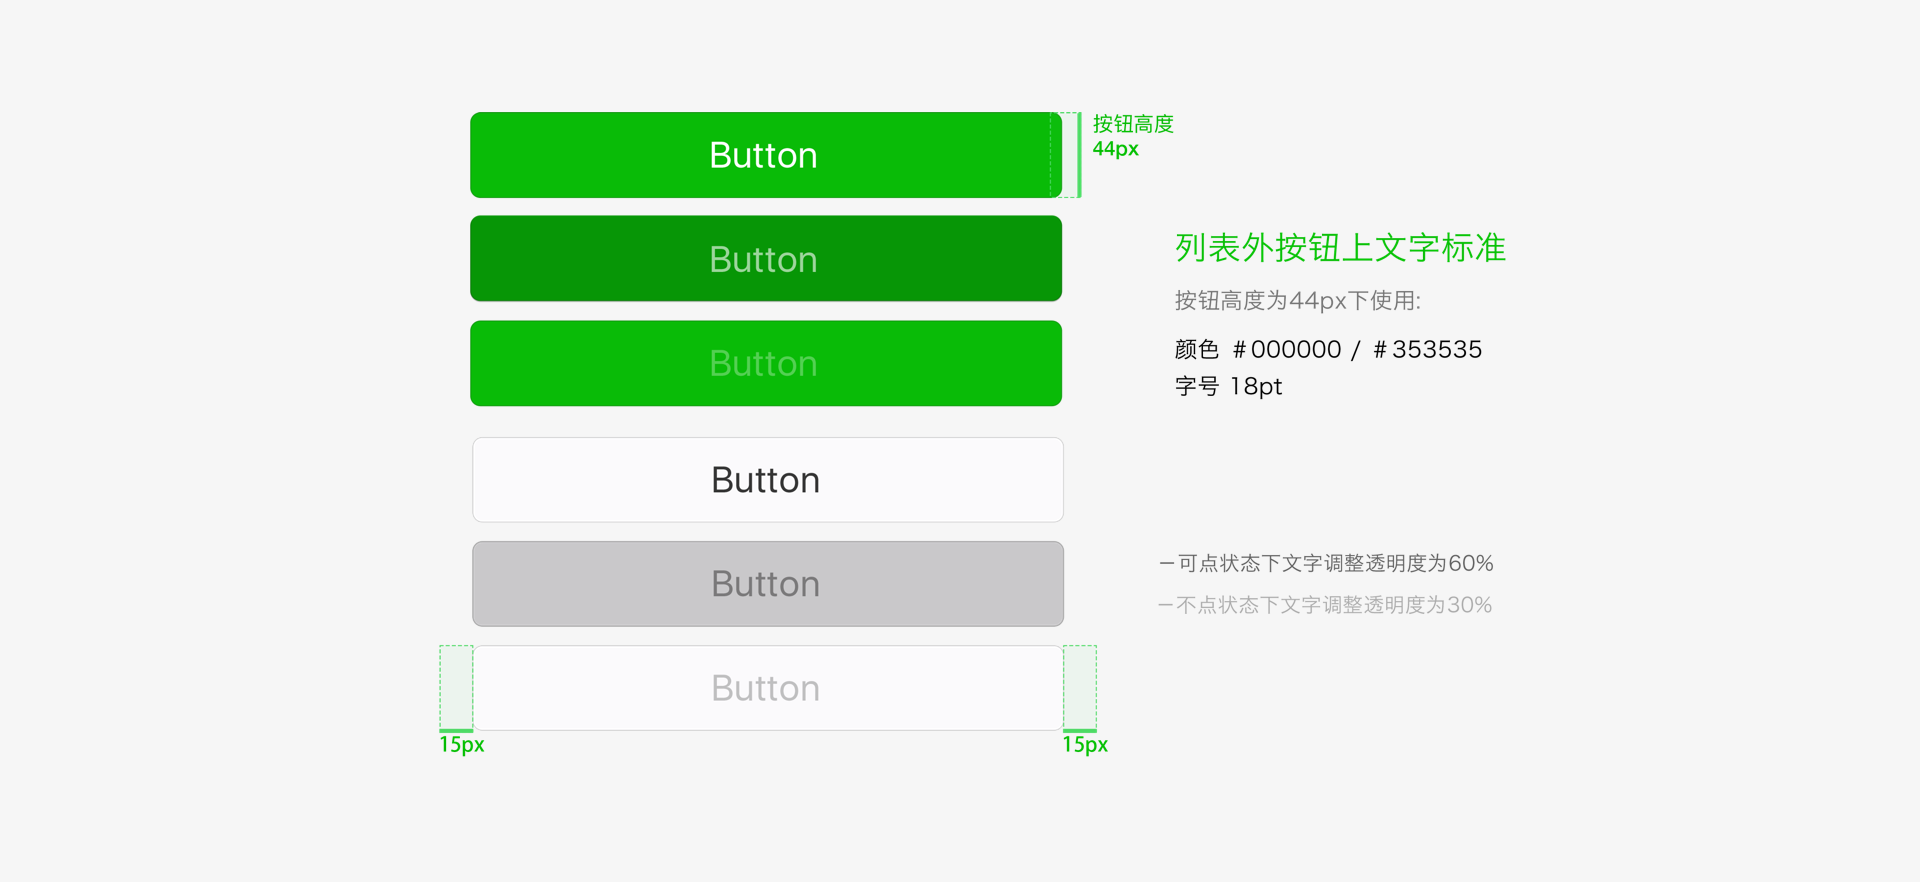 Button
按钮高度
44px
Button
Button
Button
Button
Button
15px
15px
列表外按钮上文字标准
按钮高度为44px下使用:
颜色 #000000 / #353535
字号 18pt
－可点状态下文字调整透明度为60%
－不点状态下文字调整透明度为30%